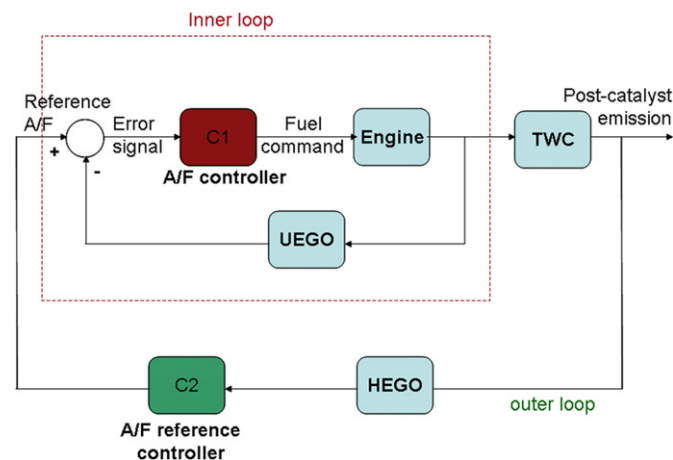 Inner loop
Reference
A/F
+
-
Error
signal
C1
A/F controller
Fuel
command
Engine
TWC
Post-catalyst
emission
UEGO
C2
A/F reference
controller
HEGO
outer loop